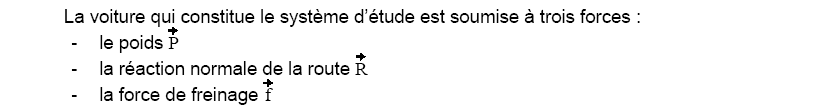 La voiture qui constitue le système d'étude est soumise à trois forces :
- le poids P⃗
- la réaction normale de la route R⃗
- la force de freinage f⃗